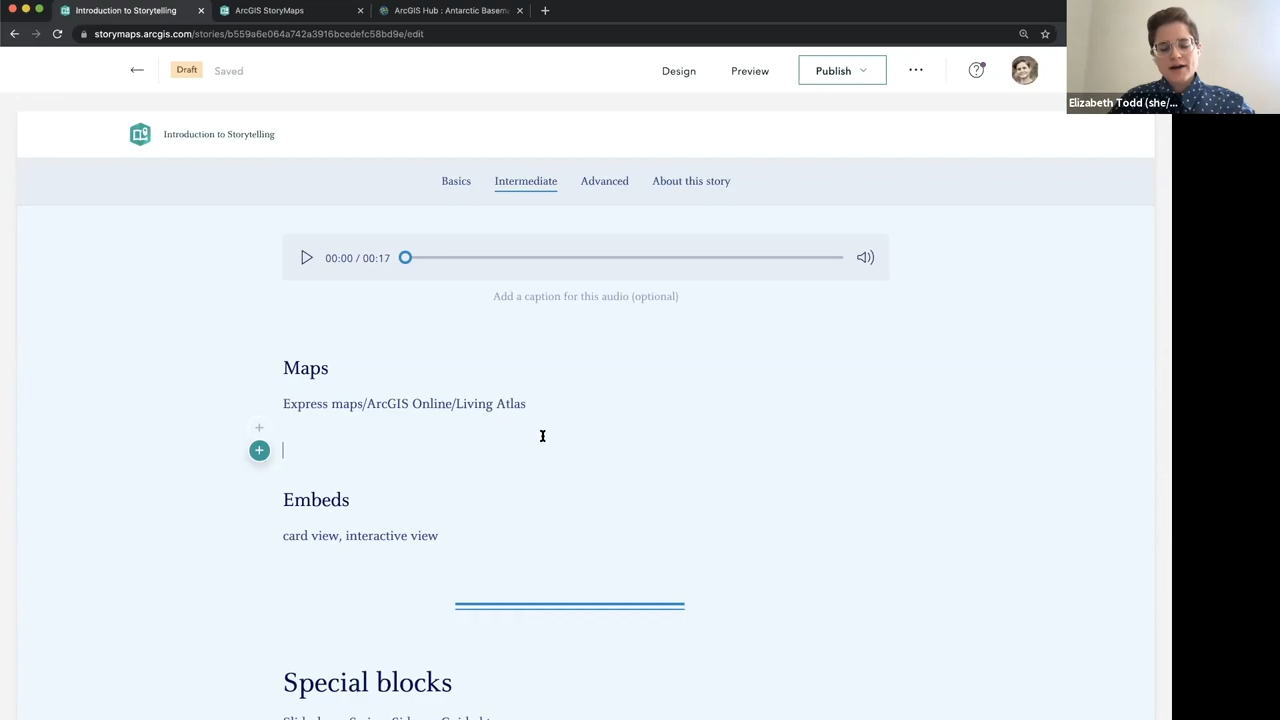 Introduction to Storytelling
ArcGIS StoryMaps
ArcGIS Hub : Antarctic Basema
storymaps.arcgis.com/stories/b559a6e064a742a3916bcedefc58bd9e/edit
Draft
Saved
Design
Preview
Publish
Elizabeth Todd (she/...
Introduction to Storytelling
Basics
Intermediate
Advanced
About this story
00:00 / 00:17
Add a caption for this audio (optional)
Maps
Express maps/ArcGIS Online/Living Atlas
Embeds
card view, interactive view
Special blocks